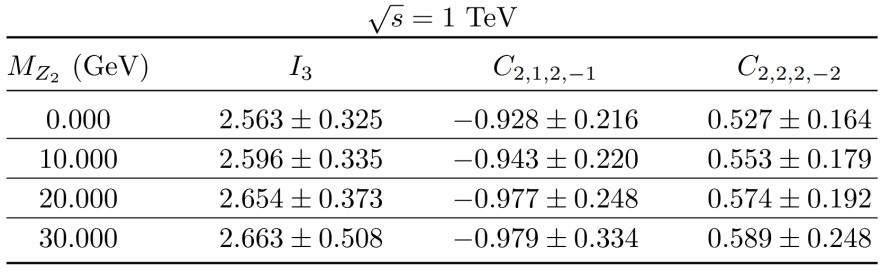 √s = 1 TeV
M_{Z_2} (GeV) I_3 C_{2,1,2,−1} C_{2,2,2,−2}
0.000 2.563 ± 0.325 −0.928 ± 0.216 0.527 ± 0.164
10.000 2.596 ± 0.335 −0.943 ± 0.220 0.553 ± 0.179
20.000 2.654 ± 0.373 −0.977 ± 0.248 0.574 ± 0.192
30.000 2.663 ± 0.508 −0.979 ± 0.334 0.589 ± 0.248